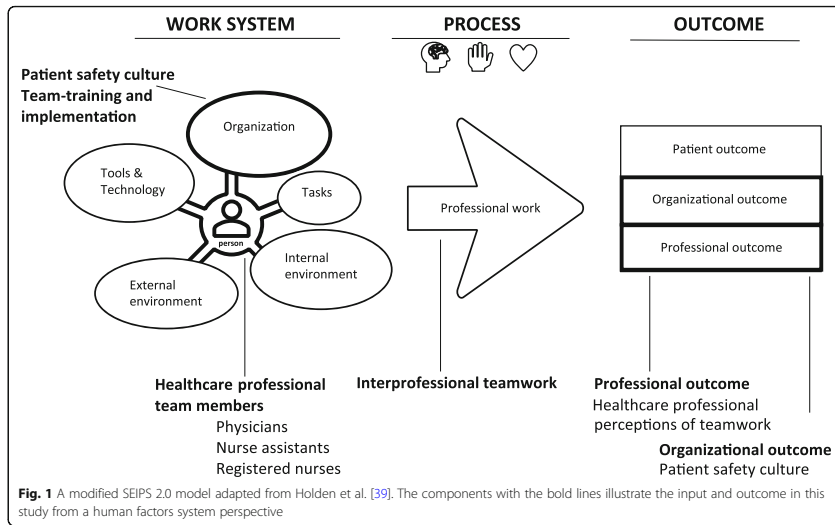 WORK SYSTEM
PROCESS
OUTCOME
Patient safety culture
Team-training and
implementation
Organization
Tools &
Technology
Tasks
person
Internal
environment
External
environment
Professional work
Patient outcome
Organizational outcome
Professional outcome
Healthcare professional
team members
Physicians
Nurse assistants
Registered nurses
Interprofessional teamwork
Professional outcome
Healthcare professional
perceptions of teamwork
Organizational outcome
Patient safety culture
Fig. 1 A modified SEIPS 2.0 model adapted from Holden et al. [39]. The components with the bold lines illustrate the input and outcome in this
study from a human factors system perspective